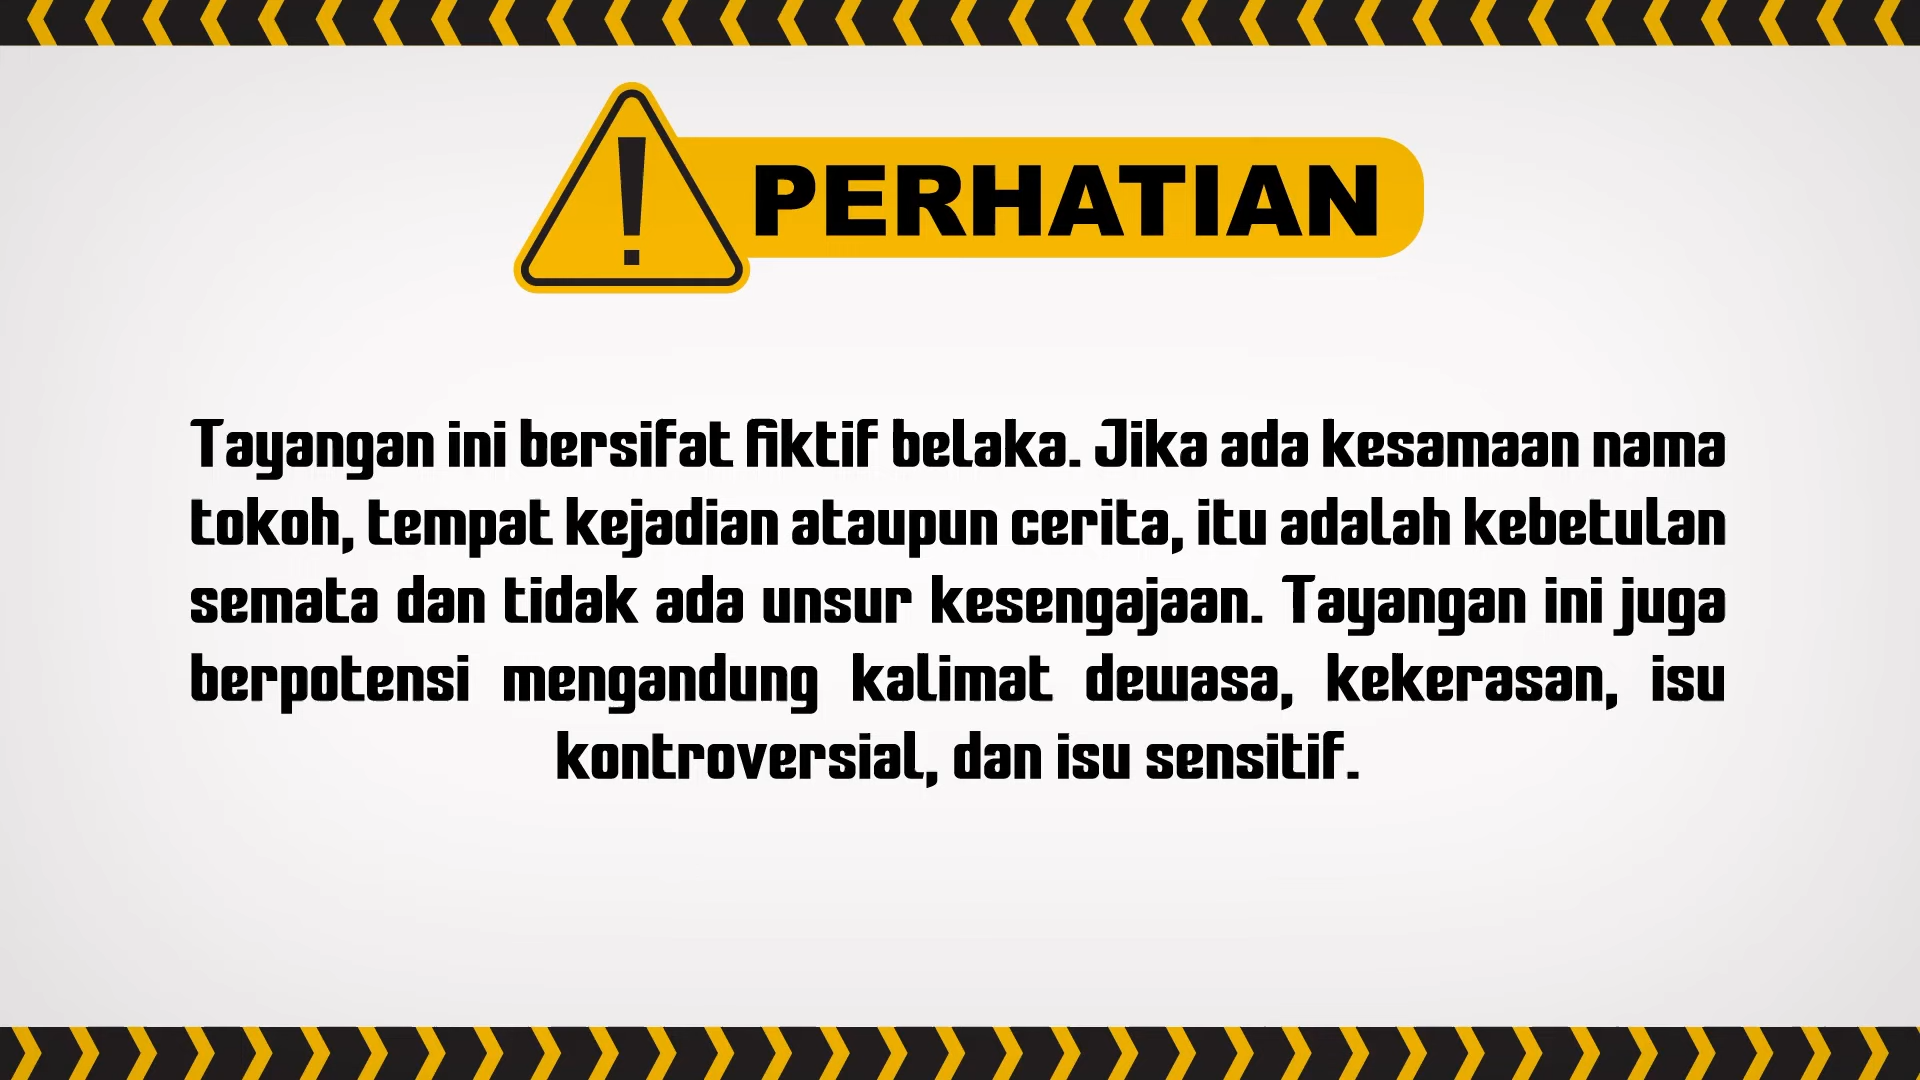 PERHATIAN
Tayangan ini bersifat fiktif belaka. Jika ada kesamaan nama
tokoh, tempat kejadian ataupun cerita, itu adalah kebetulan
semata dan tidak ada unsur kesengajaan. Tayangan ini juga
berpotensi mengandung kalimat dewasa, kekerasan, isu
kontroversial, dan isu sensitif.